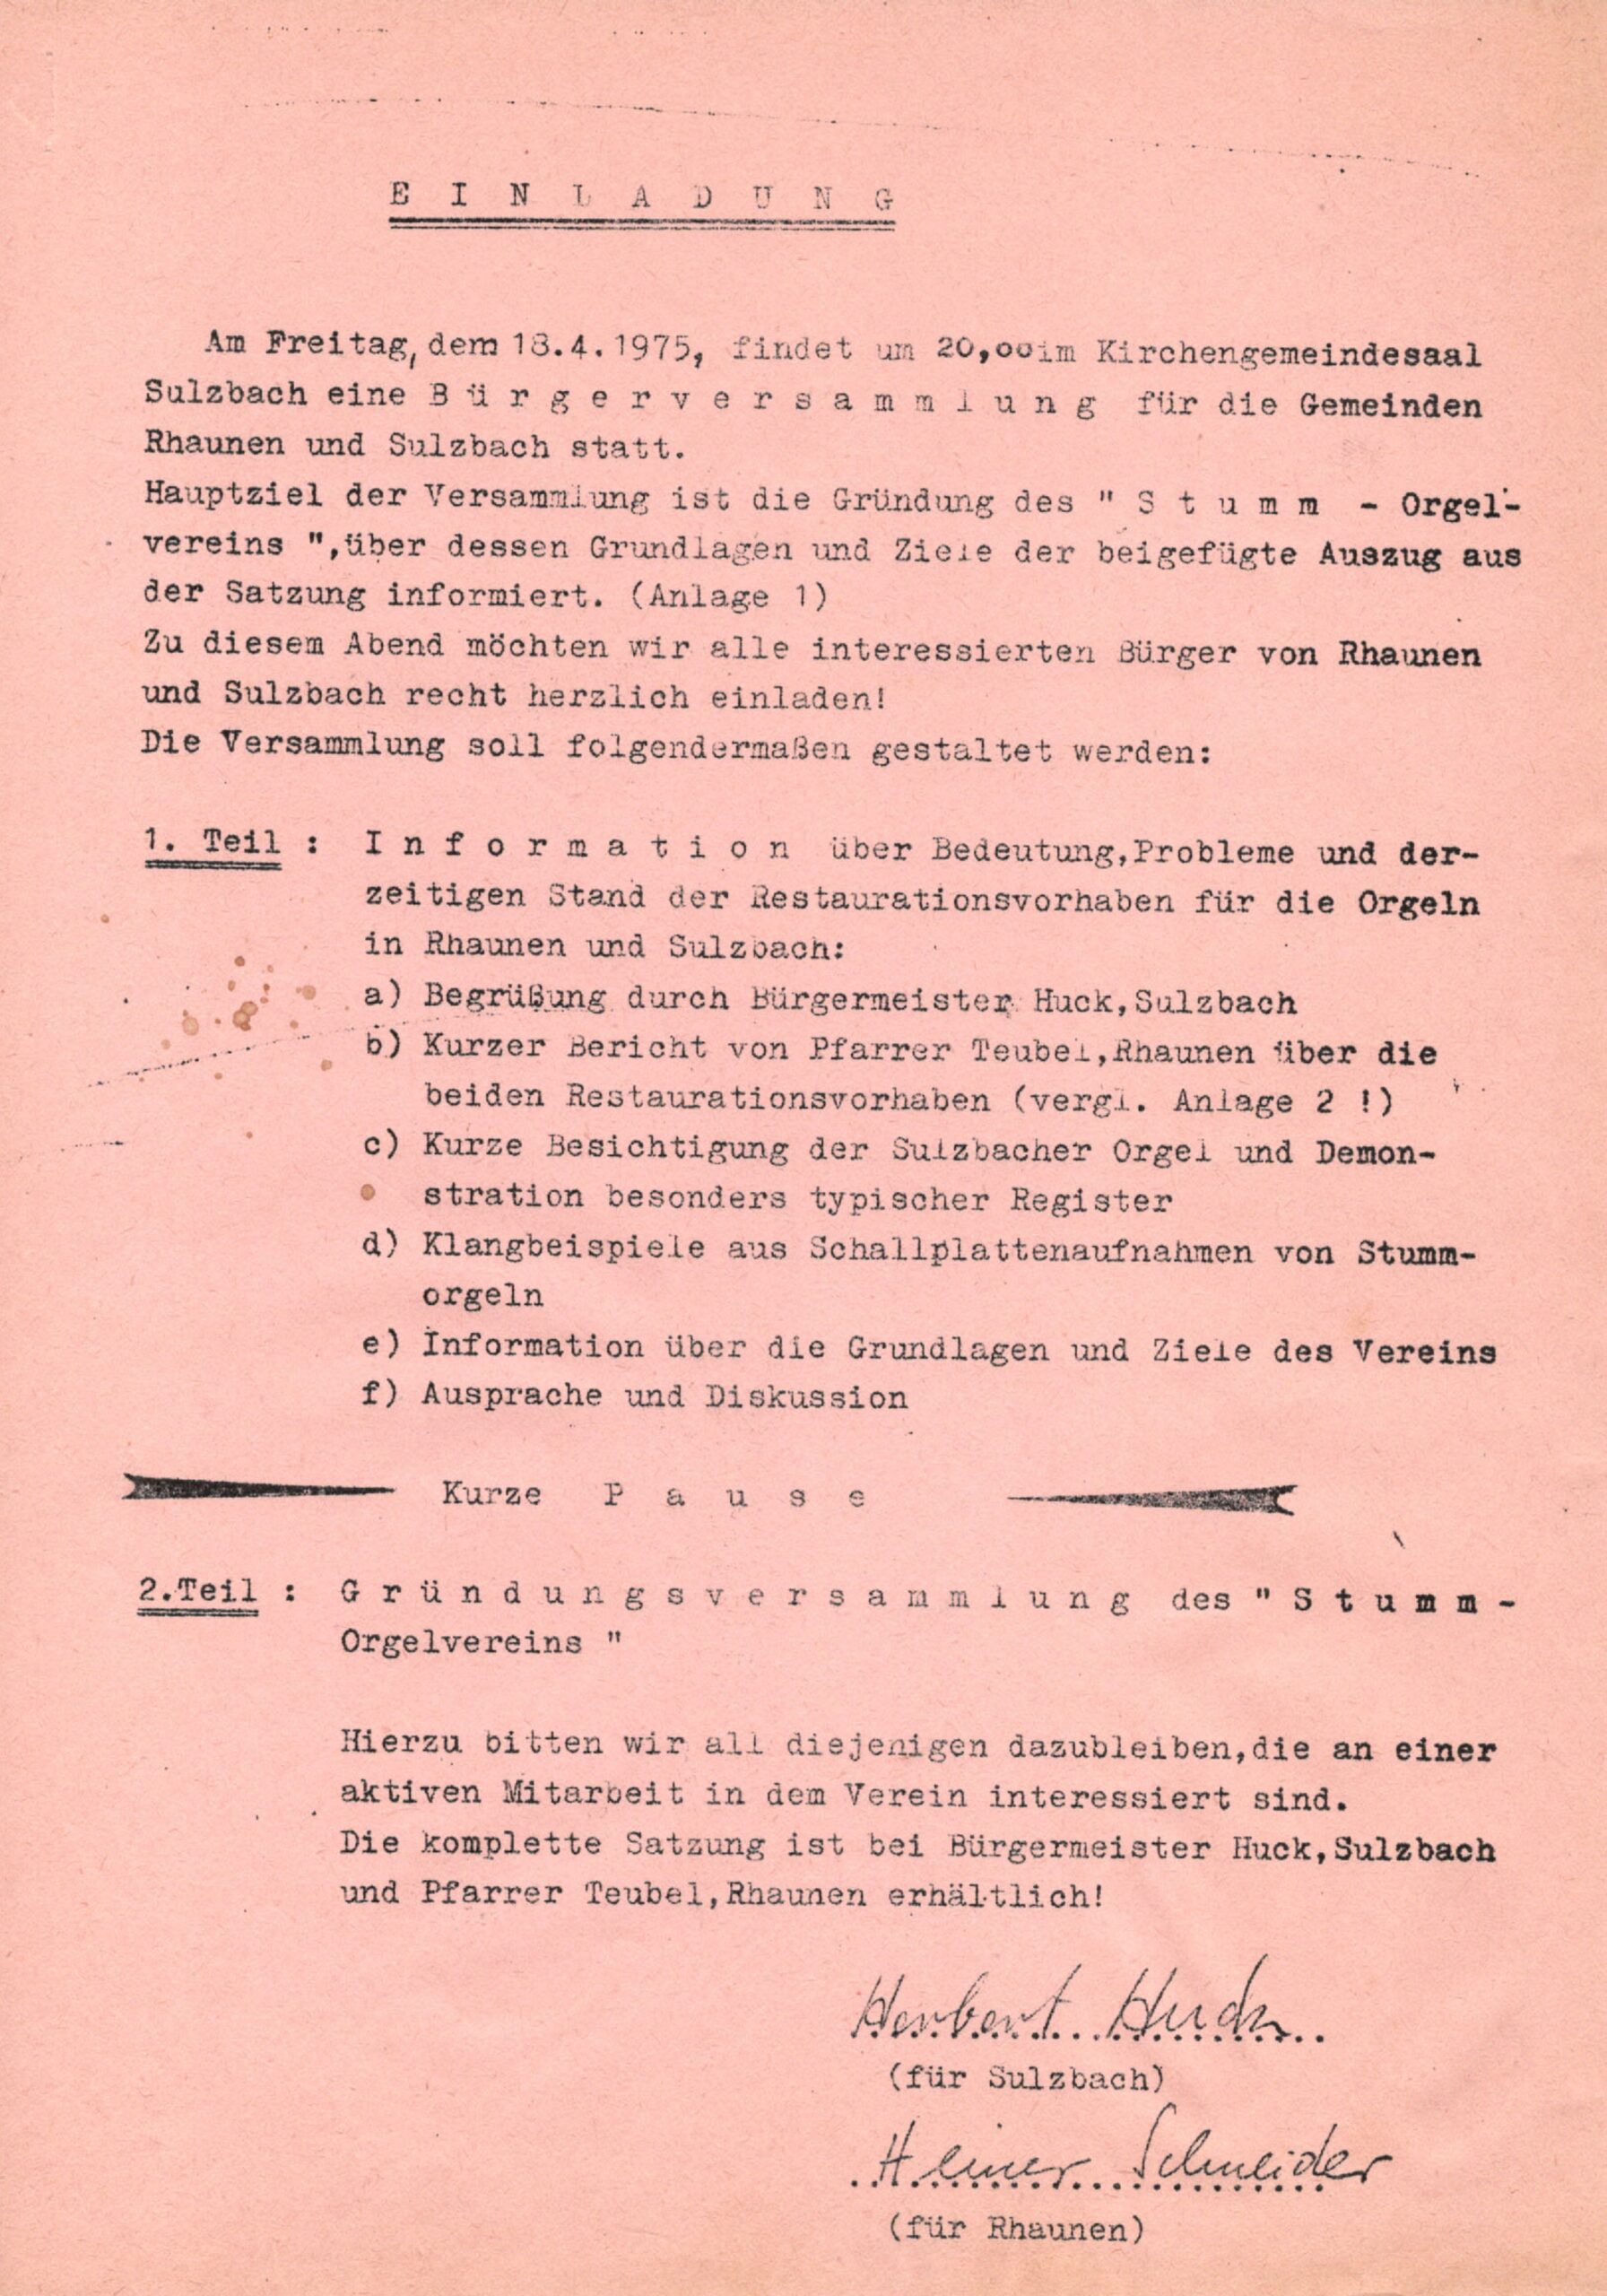 E I N L A D U N G
Am Freitag, dem 18.4.1975, findet um 20,oo im Kirchengemeindesaal
Sulzbach eine B ü r g e r v e r s a m m l u n g für die Gemeinden
Rhaunen und Sulzbach statt.
Hauptziel der Versammlung ist die Gründung des " S t u m m - Orgel-
vereins ",über dessen Grundlagen und Ziele der beigefügte Auszug aus
der Satzung informiert. (Anlage 1)
Zu diesem Abend möchten wir alle interessierten Bürger von Rhaunen
und Sulzbach recht herzlich einladen!
Die Versammlung soll folgendermaßen gestaltet werden:
1. Teil : I n f o r m a t i o n über Bedeutung,Probleme und der-
zeitigen Stand der Restaurationsvorhaben für die Orgeln
in Rhaunen und Sulzbach:
a) Begrüßung durch Bürgermeister Huck,Sulzbach
b) Kurzer Bericht von Pfarrer Teubel,Rhaunen über die
beiden Restaurationsvorhaben (vergl. Anlage 2 !)
c) Kurze Besichtigung der Sulzbacher Orgel und Demon-
stration besonders typischer Register
d) Klangbeispiele aus Schallplattenaufnahmen von Stumm-
orgeln
e) Information über die Grundlagen und Ziele des Vereins
f) Ausprache und Diskussion
Kurze P a u s e
2.Teil : G r ü n d u n g s v e r s a m m l u n g des " S t u m m -
Orgelvereins "
Hierzu bitten wir all diejenigen dazubleiben,die an einer
aktiven Mitarbeit in dem Verein interessiert sind.
Die komplette Satzung ist bei Bürgermeister Huck,Sulzbach
und Pfarrer Teubel,Rhaunen erhältlich!
Herbert Huck
(für Sulzbach)
Heiner Schneider
(für Rhaunen)